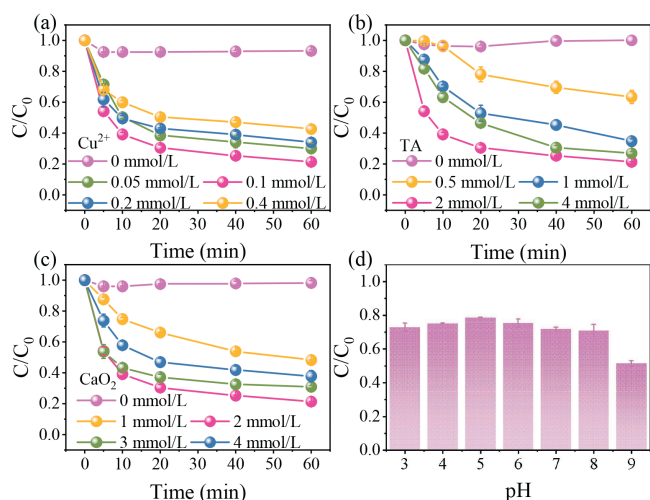 (a)
C/C0
1.0
0.8
0.6
0.4
0.2
0.0
Cu2+
0 mmol/L
0.05 mmol/L
0.1 mmol/L
0.2 mmol/L
0.4 mmol/L
0 10 20 30 40 50 60
Time (min)
(b)
C/C0
1.0
0.8
0.6
0.4
0.2
0.0
TA
0 mmol/L
0.5 mmol/L
1 mmol/L
2 mmol/L
4 mmol/L
0 10 20 30 40 50 60
Time (min)
(c)
C/C0
1.0
0.8
0.6
0.4
0.2
0.0
CaO2
0 mmol/L
1 mmol/L
2 mmol/L
3 mmol/L
4 mmol/L
0 10 20 30 40 50 60
Time (min)
(d)
C/C0
1.0
0.8
0.6
0.4
0.2
0.0
3 4 5 6 7 8 9
pH